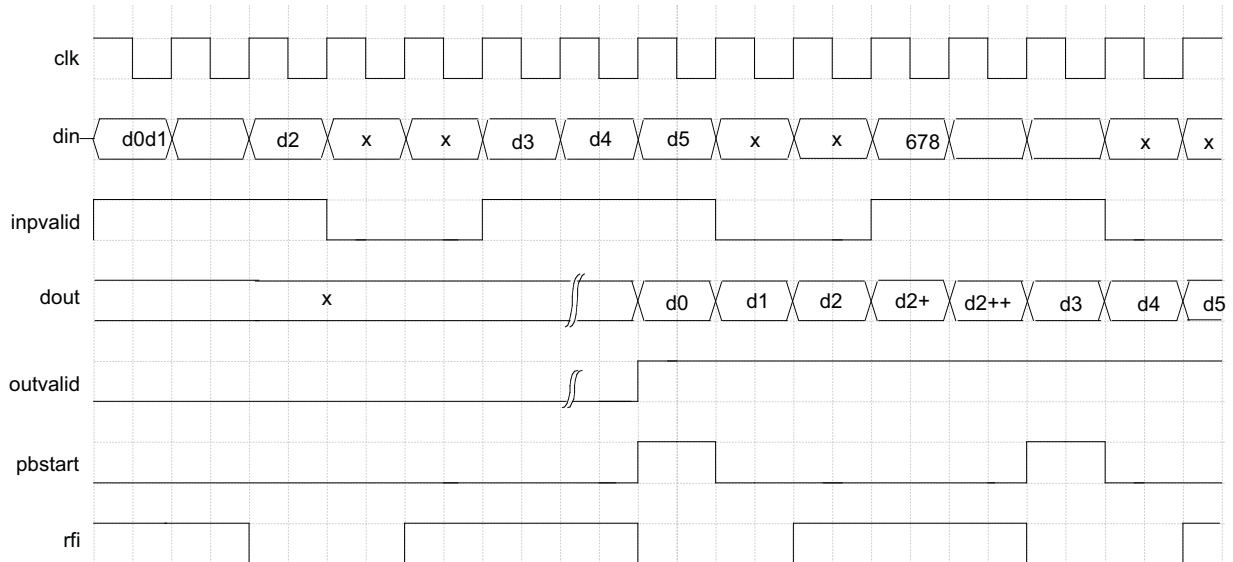 clk
din d0d1 d2 x x d3 d4 d5 x x 678 x x
inpvalid
dout x d0 d1 d2 d2+ d2++ d3 d4 d5
outvalid
pbstart
rfi